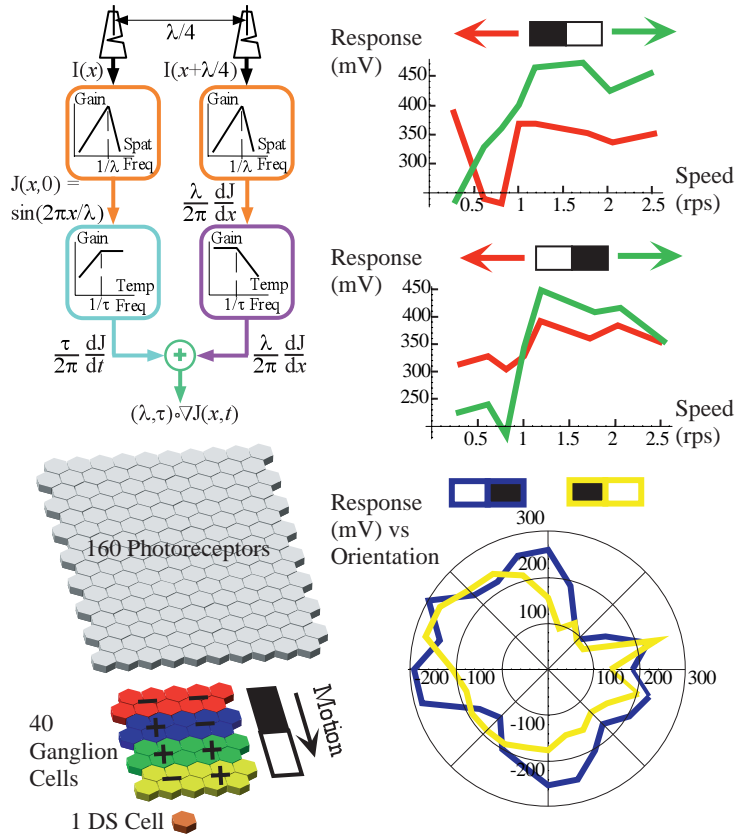 λ/4
I(x)
I(x+λ/4)
Gain
Spat
1/λ Freq
Gain
Spat
1/λ Freq
J(x,0) =
sin(2πx/λ)
λ dJ
2π dx
Gain
Temp
1/τ Freq
Gain
Temp
1/τ Freq
τ dJ
2π dt
+
λ dJ
2π dx
(λ,τ)∘∇J(x,t)
Response
(mV)
450
400
350
300
0.5 1 1.5 2 2.5
Speed
(rps)
Response
(mV)
450
400
350
300
250
200
0.5 1 1.5 2 2.5
Speed
(rps)
160 Photoreceptors
40
Ganglion
Cells
− −
+ −
+ +
− +
Motion
1 DS Cell
Response
(mV) vs
Orientation
300
200
100
-200 -100 100 200 300
-100
-200